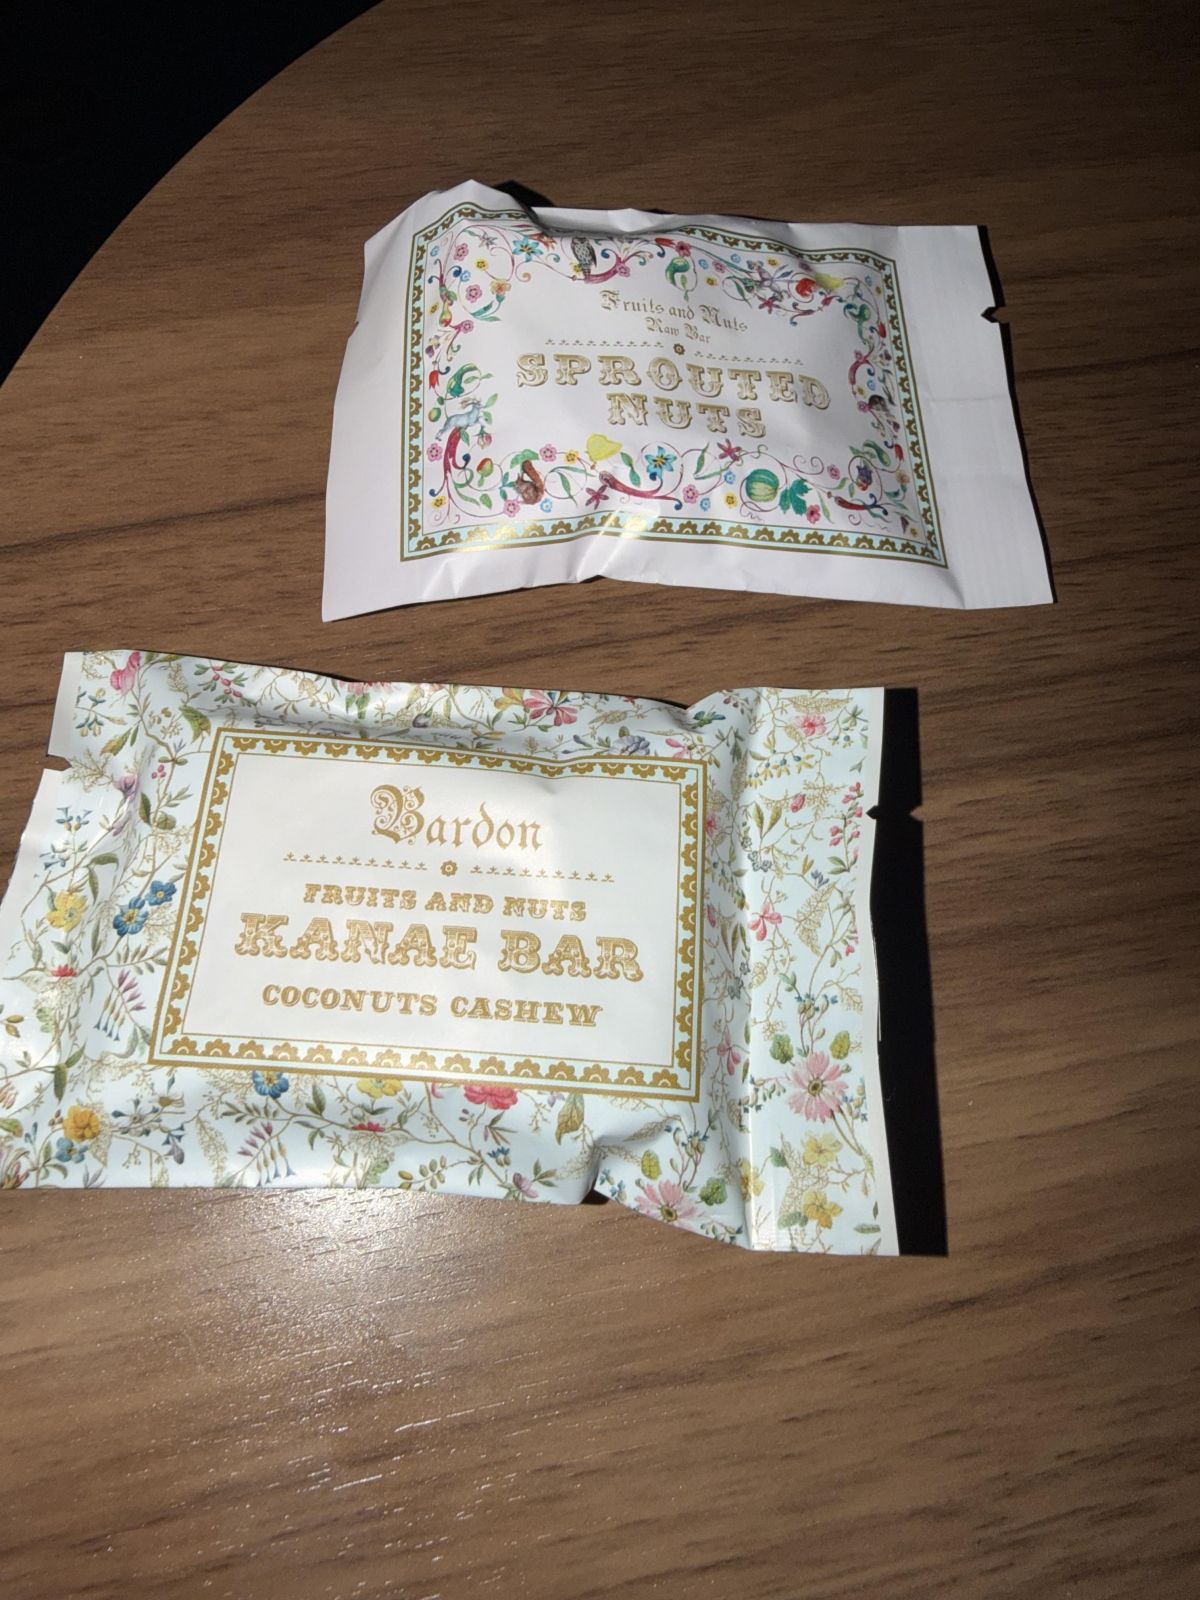 Fruits and Nuts
Raw Bar
SPROUTED
NUTS
Bardon
FRUITS AND NUTS
KANAE BAR
COCONUTS CASHEW